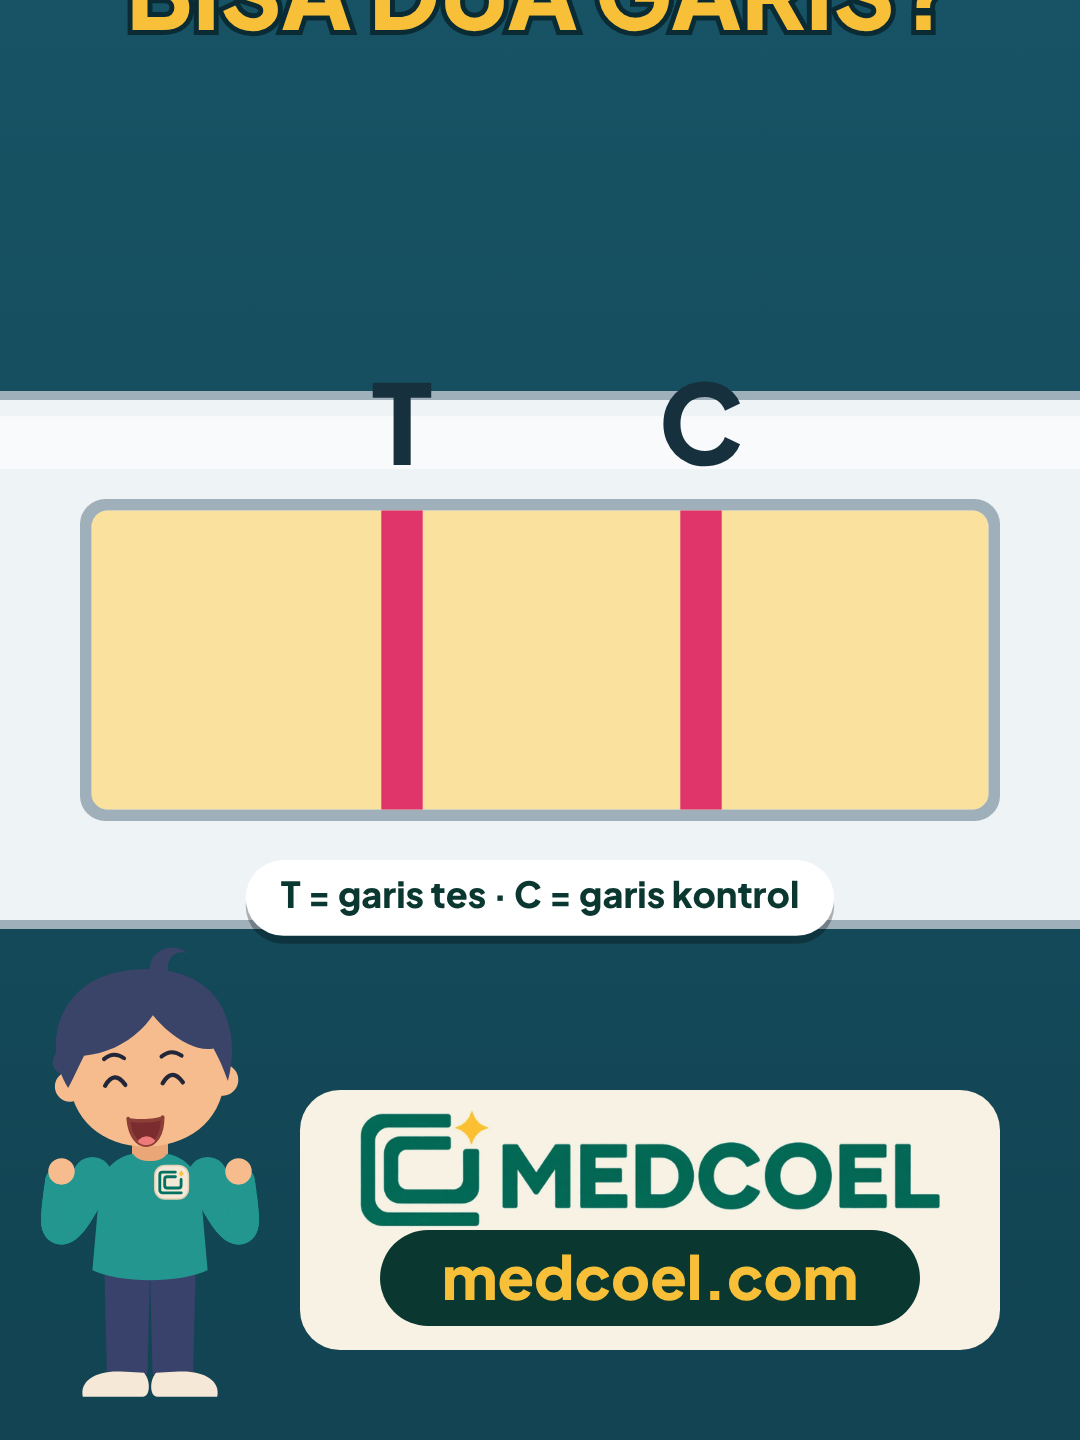 BISA DUA GARIS?
T C
T = garis tes · C = garis kontrol
MEDCOEL
medcoel.com